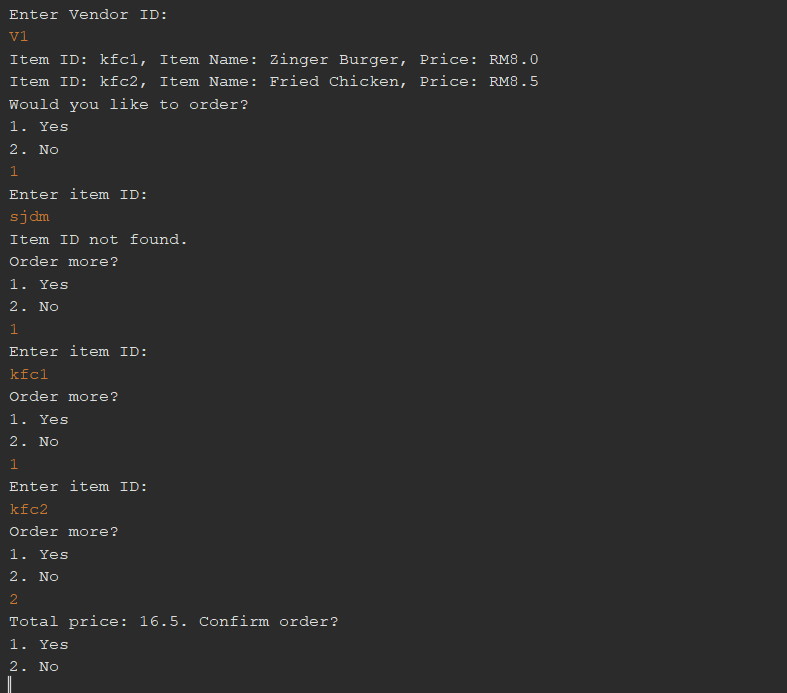 Enter Vendor ID:
V1
Item ID: kfc1, Item Name: Zinger Burger, Price: RM8.0
Item ID: kfc2, Item Name: Fried Chicken, Price: RM8.5
Would you like to order?
1. Yes
2. No
1
Enter item ID:
sjdm
Item ID not found.
Order more?
1. Yes
2. No
1
Enter item ID:
kfc1
Order more?
1. Yes
2. No
1
Enter item ID:
kfc2
Order more?
1. Yes
2. No
2
Total price: 16.5. Confirm order?
1. Yes
2. No